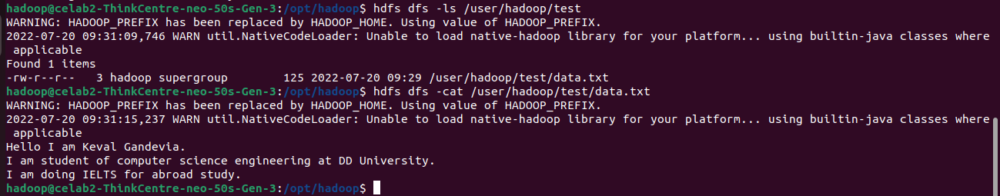 hadoop@celab2-ThinkCentre-neo-50s-Gen-3:/opt/hadoop$ hdfs dfs -ls /user/hadoop/test
WARNING: HADOOP_PREFIX has been replaced by HADOOP_HOME. Using value of HADOOP_PREFIX.
2022-07-20 09:31:09,746 WARN util.NativeCodeLoader: Unable to load native-hadoop library for your platform... using builtin-java classes where
 applicable
Found 1 items
-rw-r--r--   3 hadoop supergroup        125 2022-07-20 09:29 /user/hadoop/test/data.txt
hadoop@celab2-ThinkCentre-neo-50s-Gen-3:/opt/hadoop$ hdfs dfs -cat /user/hadoop/test/data.txt
WARNING: HADOOP_PREFIX has been replaced by HADOOP_HOME. Using value of HADOOP_PREFIX.
2022-07-20 09:31:15,237 WARN util.NativeCodeLoader: Unable to load native-hadoop library for your platform... using builtin-java classes where
 applicable
Hello I am Keval Gandevia.
I am student of computer science engineering at DD University.
I am doing IELTS for abroad study.
hadoop@celab2-ThinkCentre-neo-50s-Gen-3:/opt/hadoop$